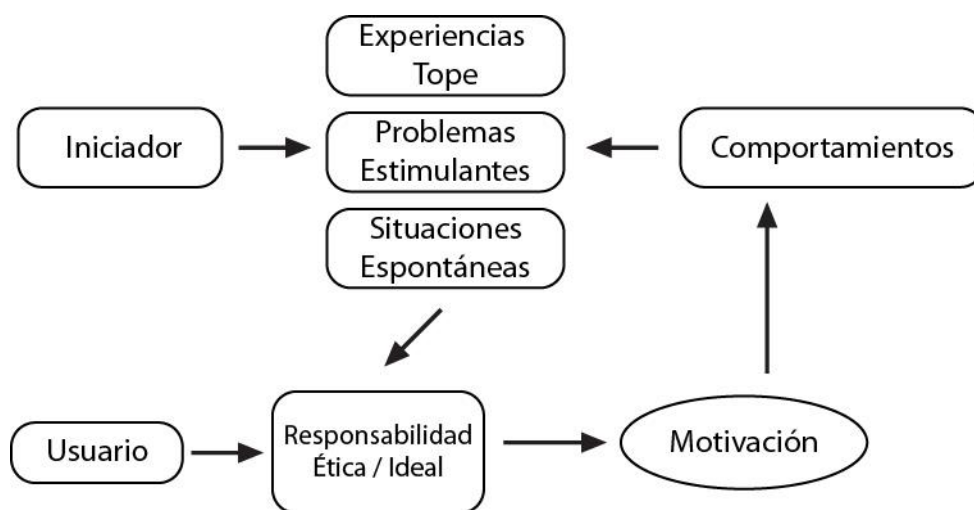 Experiencias
Tope
Iniciador
Problemas
Estimulantes
Comportamientos
Situaciones
Espontáneas
Usuario
Responsabilidad
Ética / Ideal
Motivación